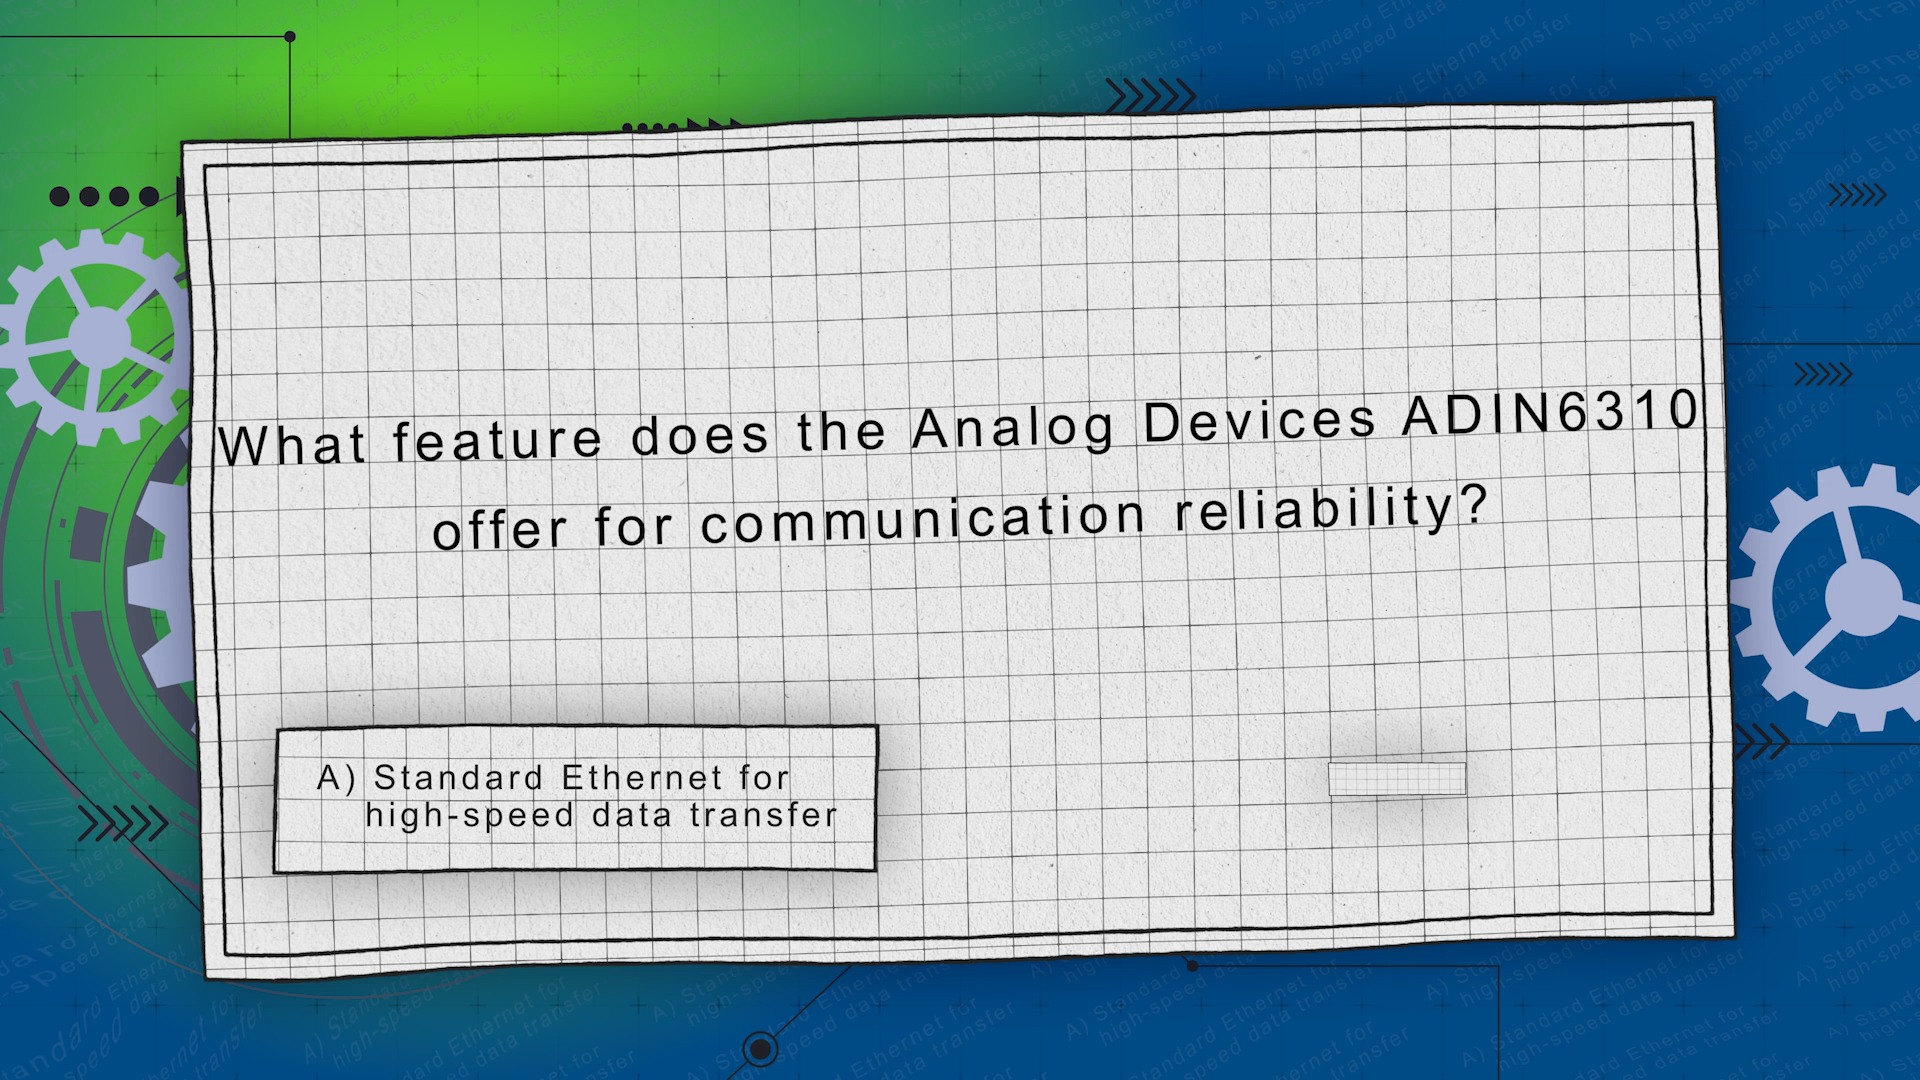 What feature does the Analog Devices ADIN6310
offer for communication reliability?
A) Standard Ethernet for
high-speed data transfer